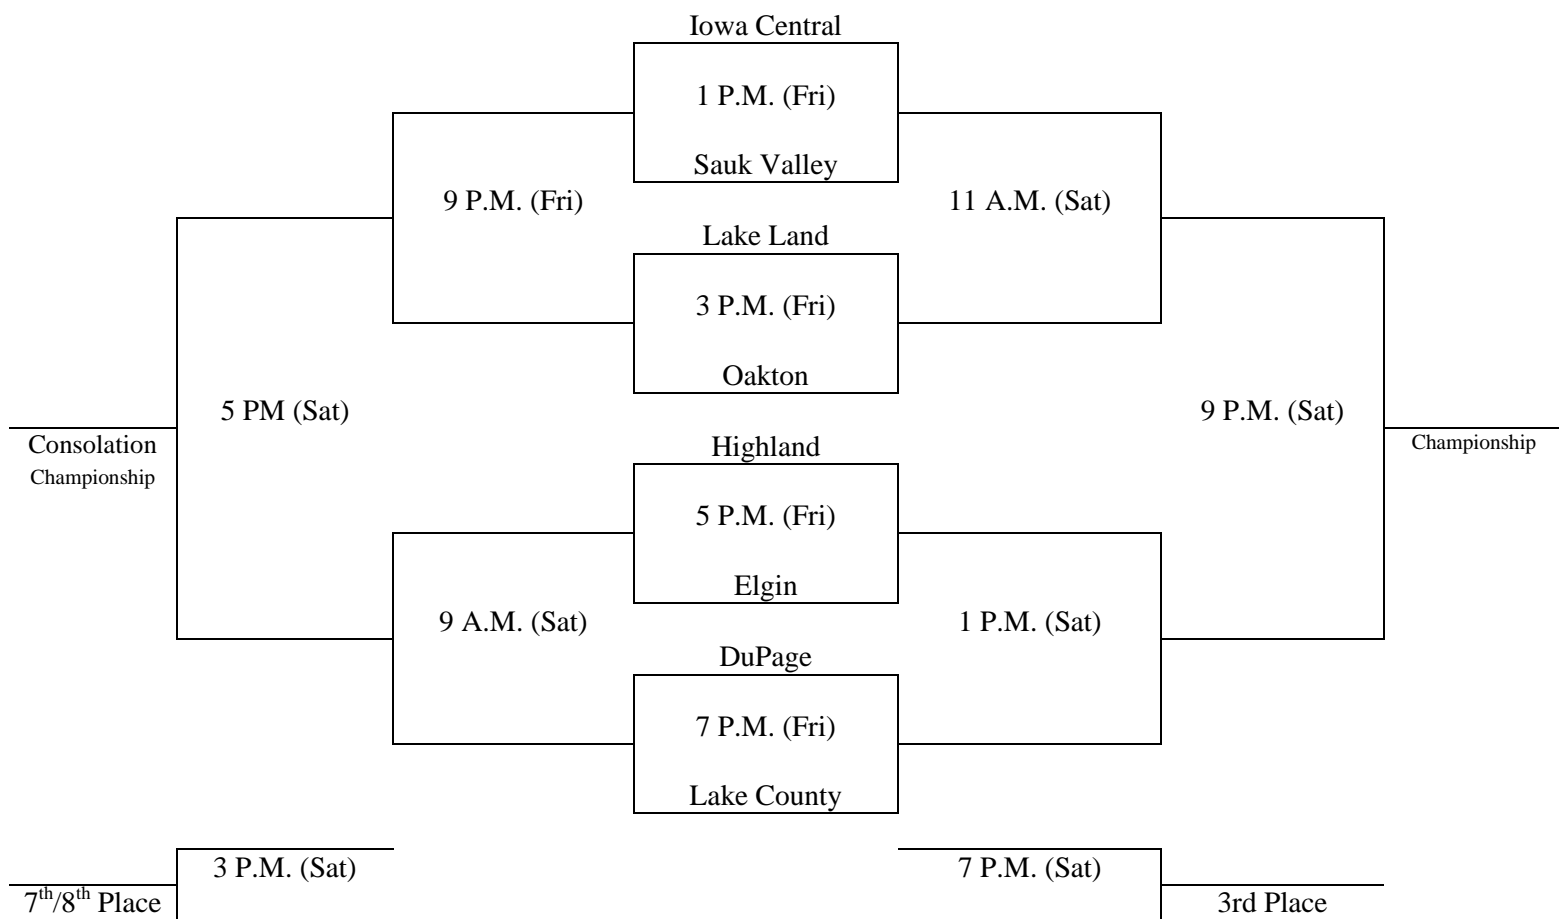 Iowa Central
1 P.M. (Fri)
Sauk Valley
9 P.M. (Fri)
11 A.M. (Sat)
Lake Land
3 P.M. (Fri)
Oakton
5 PM (Sat)
9 P.M. (Sat)
Consolation
Championship
Championship
Highland
5 P.M. (Fri)
Elgin
9 A.M. (Sat)
1 P.M. (Sat)
DuPage
7 P.M. (Fri)
Lake County
3 P.M. (Sat)
7 P.M. (Sat)
7th/8th Place
3rd Place